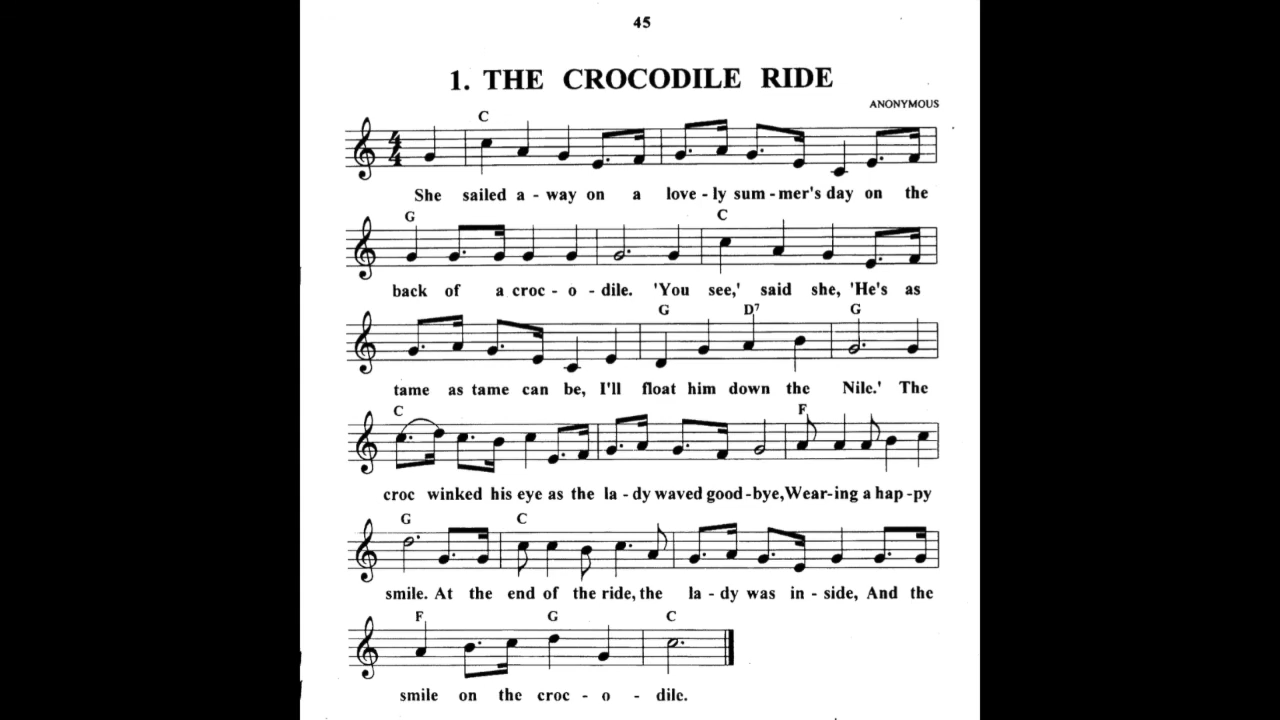 45
1. THE CROCODILE RIDE
ANONYMOUS
C
4
4
She sailed a - way on a love - ly sum - mer's day on the
G C
back of a croc - o - dile. 'You see,' said she, 'He's as
G D7 G
tame as tame can be, I'll float him down the Nile.' The
C F
croc winked his eye as the la - dy waved good - bye, Wear - ing a hap - py
G C
smile. At the end of the ride, the la - dy was in - side, And the
F G C
smile on the croc - o - dile.